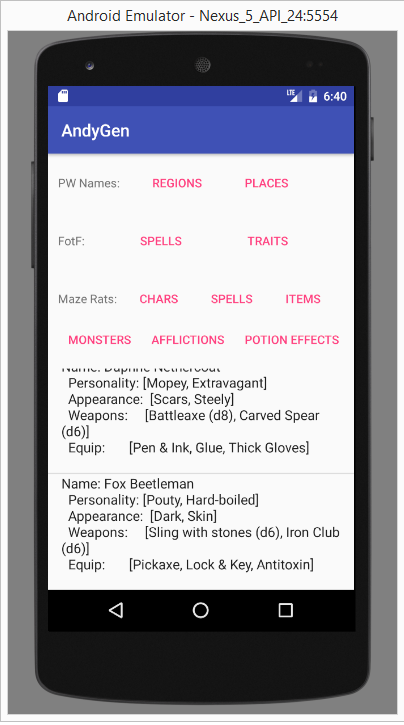 Android Emulator - Nexus_5_API_24:5554
LTE 6:40
AndyGen
PW Names: REGIONS PLACES
FotF: SPELLS TRAITS
Maze Rats: CHARS SPELLS ITEMS
MONSTERS AFFLICTIONS POTION EFFECTS
Name: Daphne Nethercoat
Personality: [Mopey, Extravagant]
Appearance: [Scars, Steely]
Weapons: [Battleaxe (d8), Carved Spear
(d6)]
Equip: [Pen & Ink, Glue, Thick Gloves]
Name: Fox Beetleman
Personality: [Pouty, Hard-boiled]
Appearance: [Dark, Skin]
Weapons: [Sling with stones (d6), Iron Club
(d6)]
Equip: [Pickaxe, Lock & Key, Antitoxin]